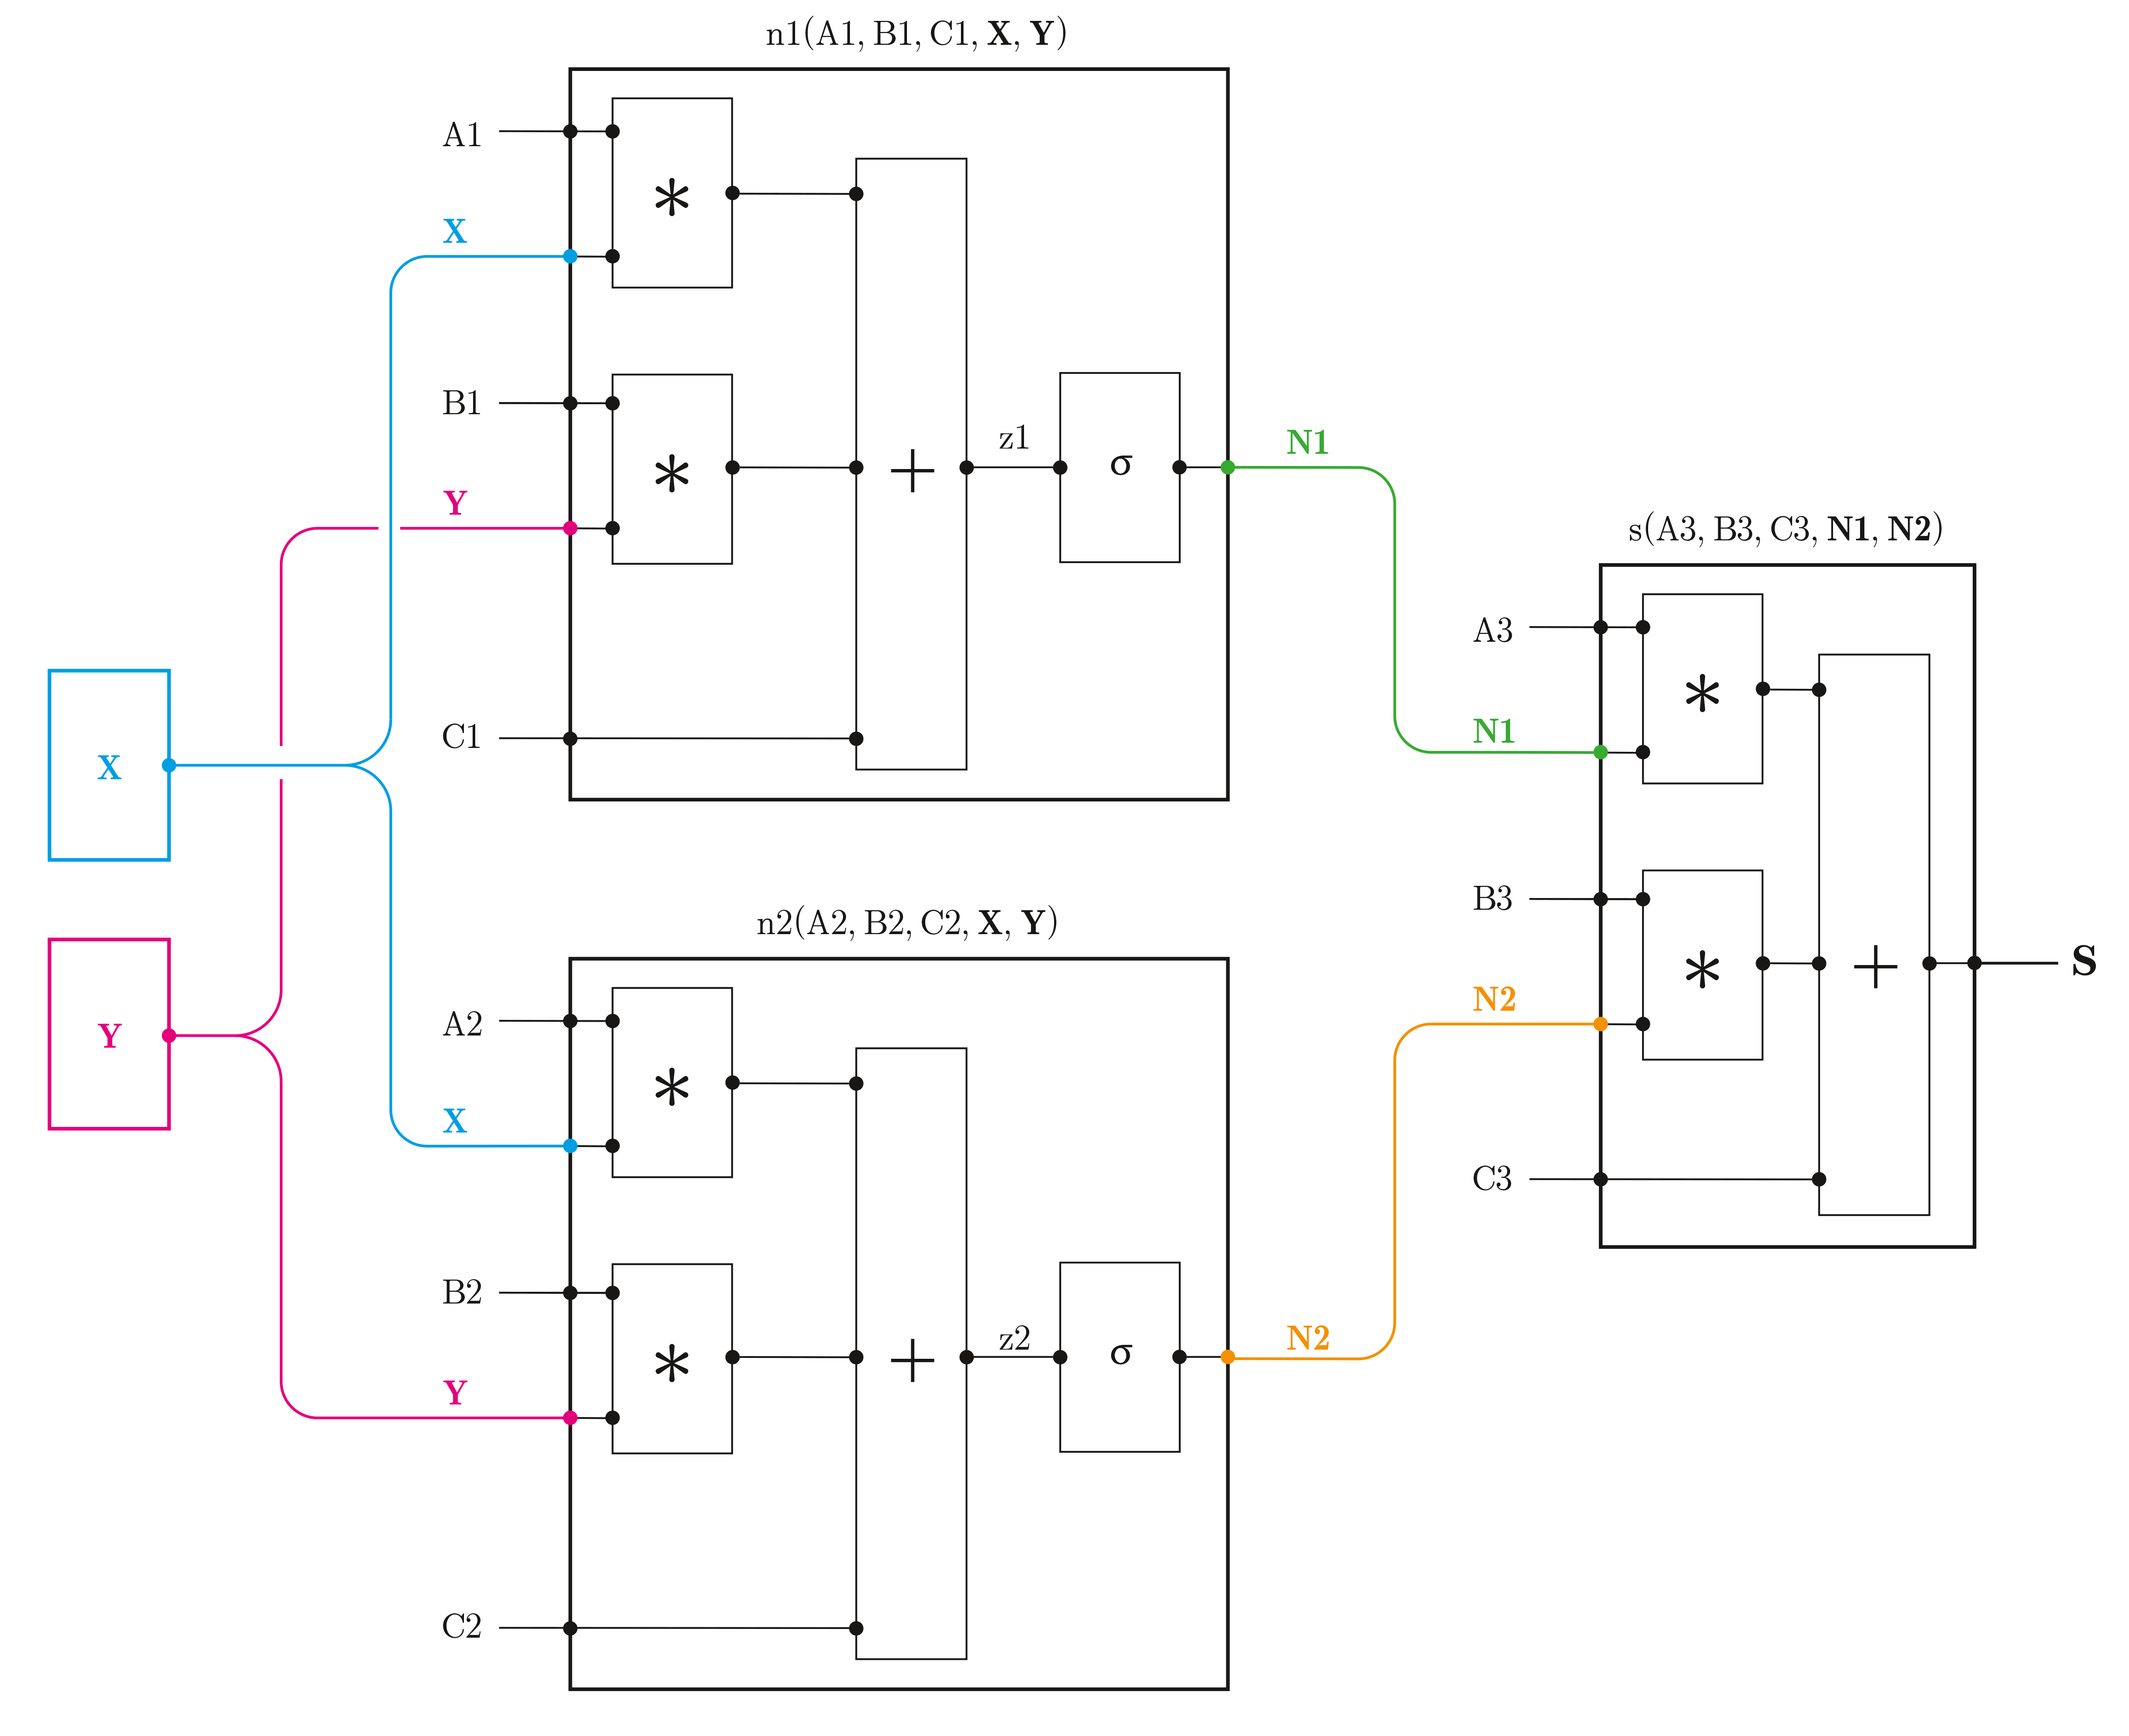 n1(A1, B1, C1, X, Y)
A1
X
*
B1
Y
*
C1
+
z1
σ
N1
X
Y
n2(A2, B2, C2, X, Y)
A2
X
*
B2
Y
*
C2
+
z2
σ
N2
s(A3, B3, C3, N1, N2)
A3
N1
*
B3
N2
*
C3
+
S